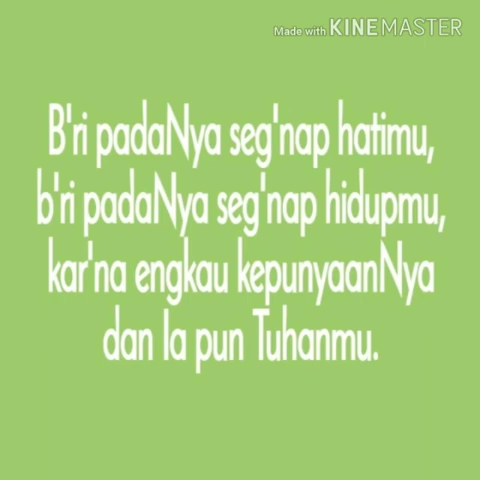 Made with KINEMASTER
B'ri padaNya seg'nap hatimu,
b'ri padaNya seg'nap hidupmu,
kar'na engkau kepunyaanNya
dan Ia pun Tuhanmu.